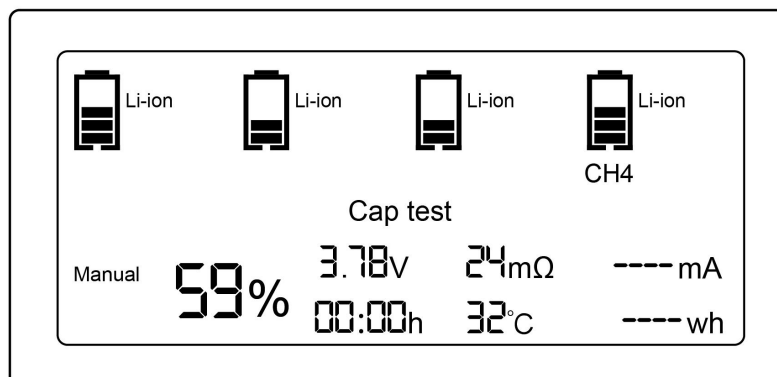 Li-ion Li-ion Li-ion Li-ion
CH4
Cap test
Manual 59% 3.78V 24mΩ ----mA
00:00h 32°C ----wh